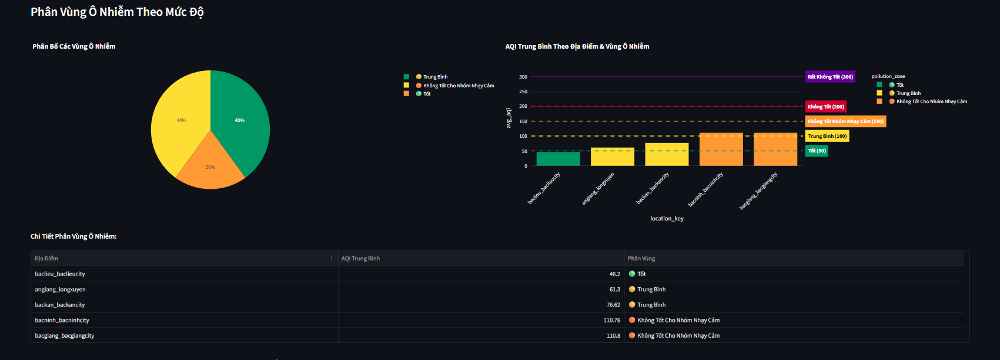 Phân Vùng Ô Nhiễm Theo Mức Độ
Phân Bố Các Vùng Ô Nhiễm
40%
40%
20%
Trung Bình
Không Tốt Cho Nhóm Nhạy Cảm
Tốt
AQI Trung Bình Theo Địa Điểm & Vùng Ô Nhiễm
avg_aqi
300
250
200
150
100
50
0
Rất Không Tốt (300)
Không Tốt (200)
Không Tốt Nhóm Nhạy Cảm (150)
Trung Bình (100)
Tốt (50)
pollution_zone
Tốt
Trung Bình
Không Tốt Cho Nhóm Nhạy Cảm
baclieu_baclieucity
angiang_longxuyen
backan_backancity
bacninh_bacninhcity
bacgiang_bacgiangcity
location_key
Chi Tiết Phân Vùng Ô Nhiễm:
Địa Điểm AQI Trung Bình Phân Vùng
baclieu_baclieucity 46.2 Tốt
angiang_longxuyen 61.3 Trung Bình
backan_backancity 76.62 Trung Bình
bacninh_bacninhcity 110.76 Không Tốt Cho Nhóm Nhạy Cảm
bacgiang_bacgiangcity 110.8 Không Tốt Cho Nhóm Nhạy Cảm